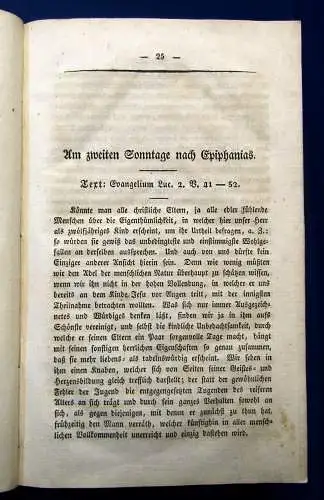 — 25 —
Am zweiten Sonntage nach Epiphanias.
Text: Evangelium Luc. 2. V. 41 — 52.
Könnte man alle christliche Eltern, ja alle edler fühlende
Menschen über die Eigenthümlichkeit, in welcher hier unser Herr
als zwölfjähriges Kind erscheint, um ihr Urtheil befragen, a. Z.:
so würden sie gewiß das unbedingteste und einstimmigste Wohlge-
fallen an derselben aussprechen. Und auch von uns dürfte kein
Einziger anderer Ansicht hierin sein. Denn wie wenig müßten
wir den Adel der menschlichen Natur überhaupt zu schätzen wissen,
wenn wir ihn nicht in der hohen Vollendung, in welcher er uns
bereits an dem Kinde Jesu vor Augen tritt, mit der innigsten
Theilnahme betrachten wollten. Was sich nur immer Ausgezeich-
netes und Würdiges denken läßt, finden wir ja in ihm aufs
Schönste vereinigt, und selbst die kindliche Unbedachtsamkeit, durch
welche er seinen Eltern ein Paar sorgenvolle Tage macht, hängt
mit seinen sonstigen herrlichen Eigenschaften so genau zusammen,
daß sie mehr liebens- als tadelnswürdig erscheint. Wir sehen in
ihm einen Knaben, welcher sich von Seiten seiner Geistes- und
Herzensbildung gleich trefflich darstellt; der statt der gewöhnlichen
Fehler der Jugend die entgegengesetzten Tugenden des reiferen
Alters an sich trägt und durch sein ganzes Verhalten sowohl an
sich, als gegen diejenigen, mit denen er zunächst zu thun hat,
frühzeitig den Mann verräth, welcher künftighin in aller mensch-
lichen Vollkommenheit unerreicht und einzig dastehen wird.